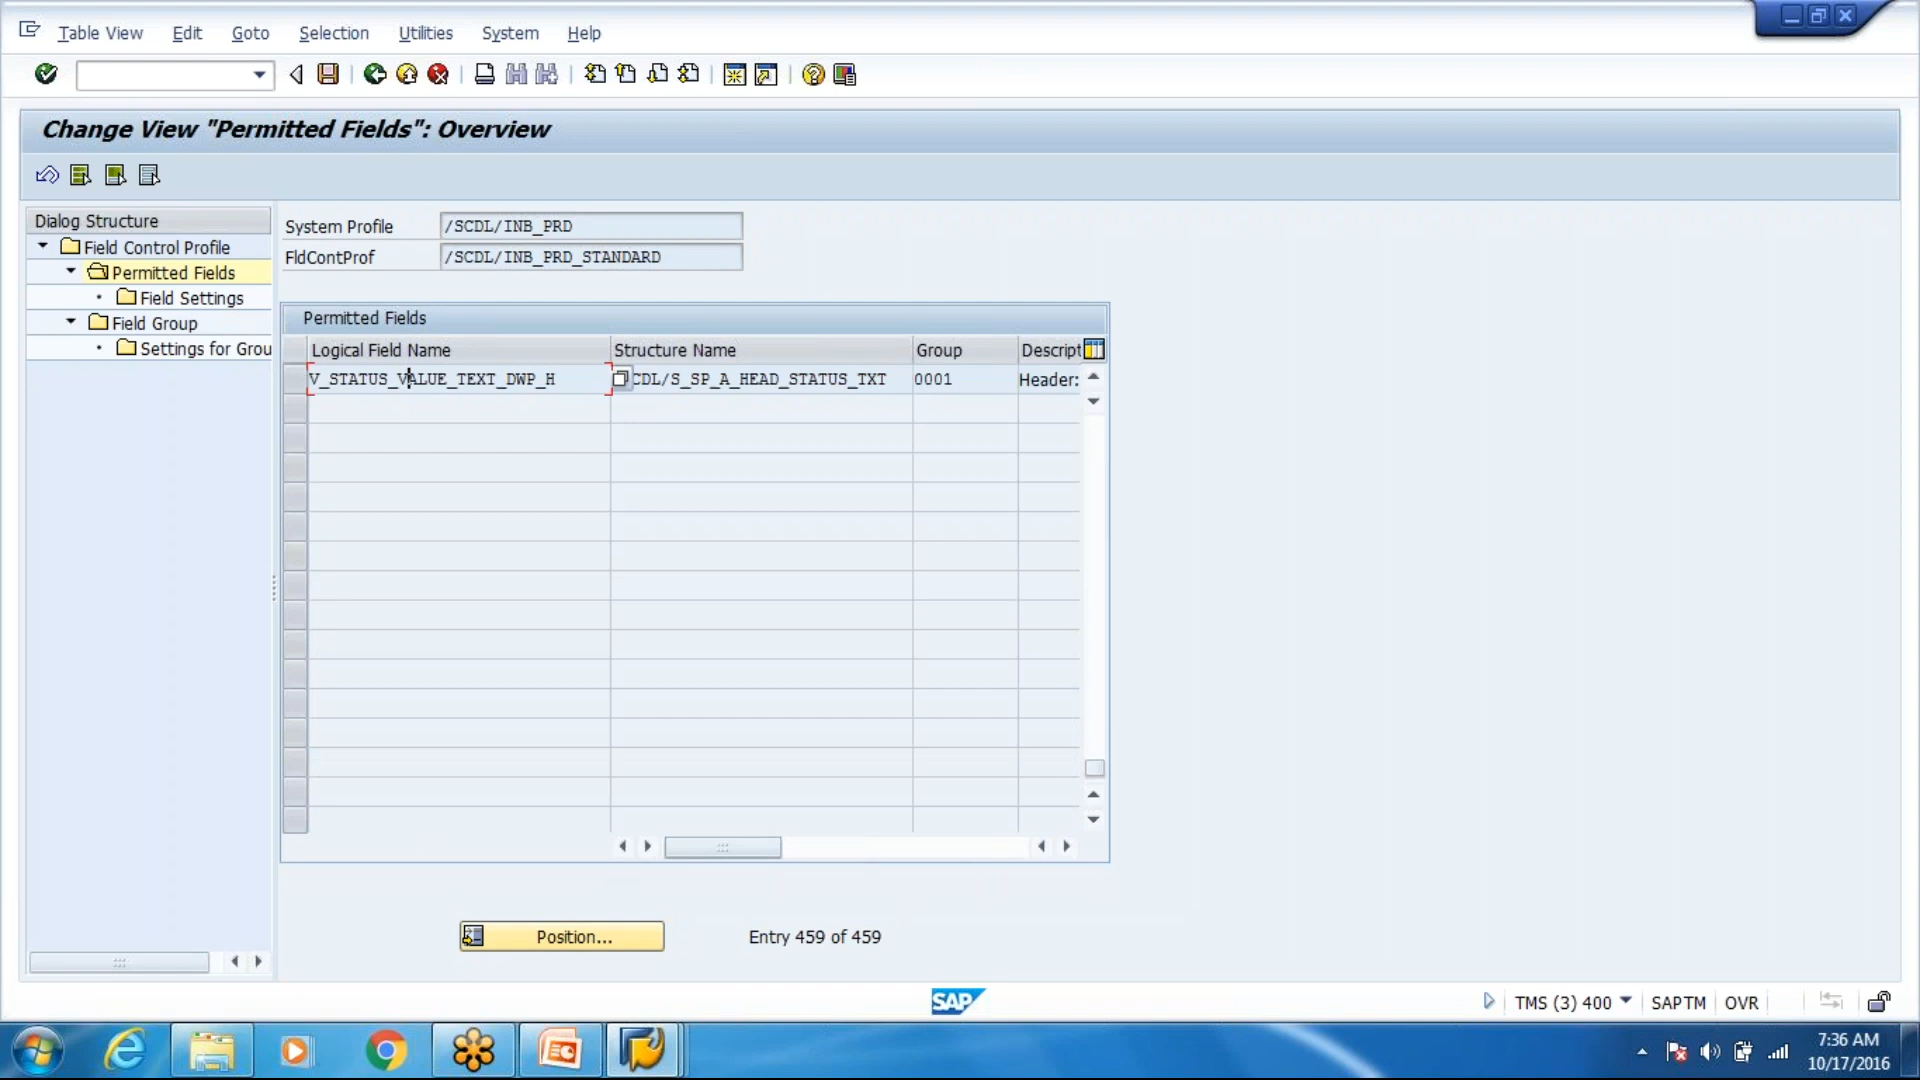 Table View Edit Goto Selection Utilities System Help
Change View "Permitted Fields": Overview
Dialog Structure
Field Control Profile
Permitted Fields
Field Settings
Field Group
Settings for Grou
System Profile /SCDL/INB_PRD
FldContProf /SCDL/INB_PRD_STANDARD
Permitted Fields
Logical Field Name Structure Name Group Descript
V_STATUS_VALUE_TEXT_DWP_H CDL/S_SP_A_HEAD_STATUS_TXT 0001 Header:
Position... Entry 459 of 459
SAP
TMS (3) 400 SAPTM OVR
7:36 AM
10/17/2016